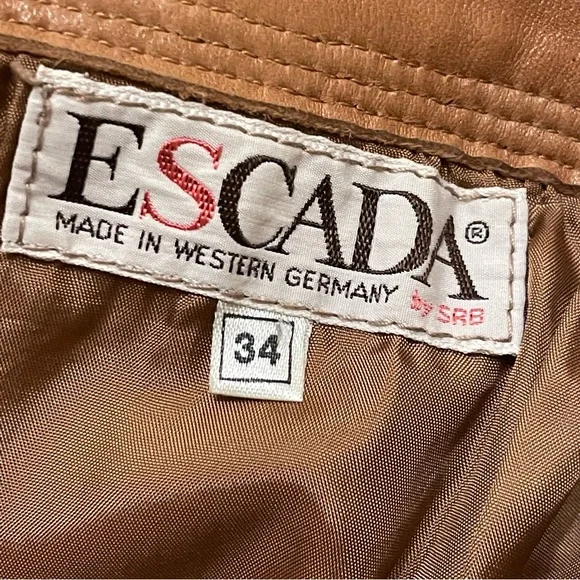 ESCADA®
MADE IN WESTERN GERMANY by SRB
34